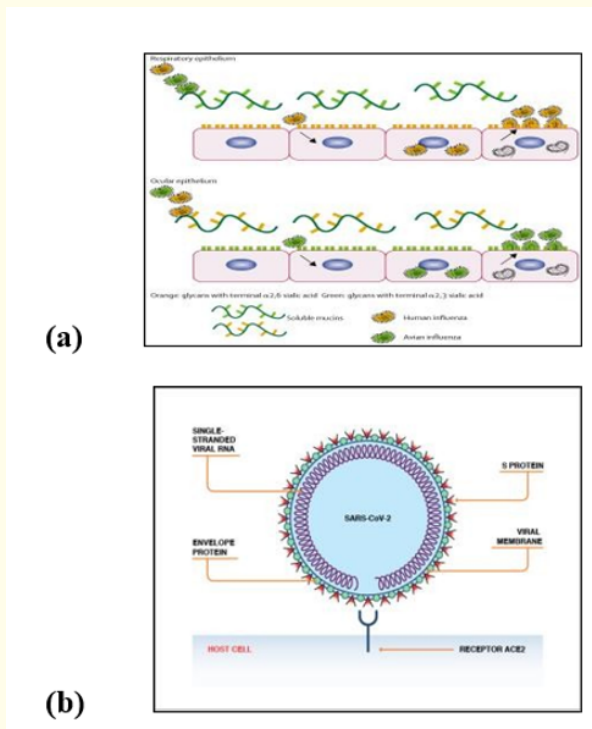 Respiratory epithelium
Ocular epithelium
Orange: glycans with terminal α2,6 sialic acid Green: glycans with terminal α2,3 sialic acid
Soluble mucins
Human influenza
Avian influenza
(a)
SINGLE-
STRANDED
VIRAL RNA
S PROTEIN
SARS-CoV-2
ENVELOPE
PROTEIN
VIRAL
MEMBRANE
HOST CELL
RECEPTOR ACE2
(b)